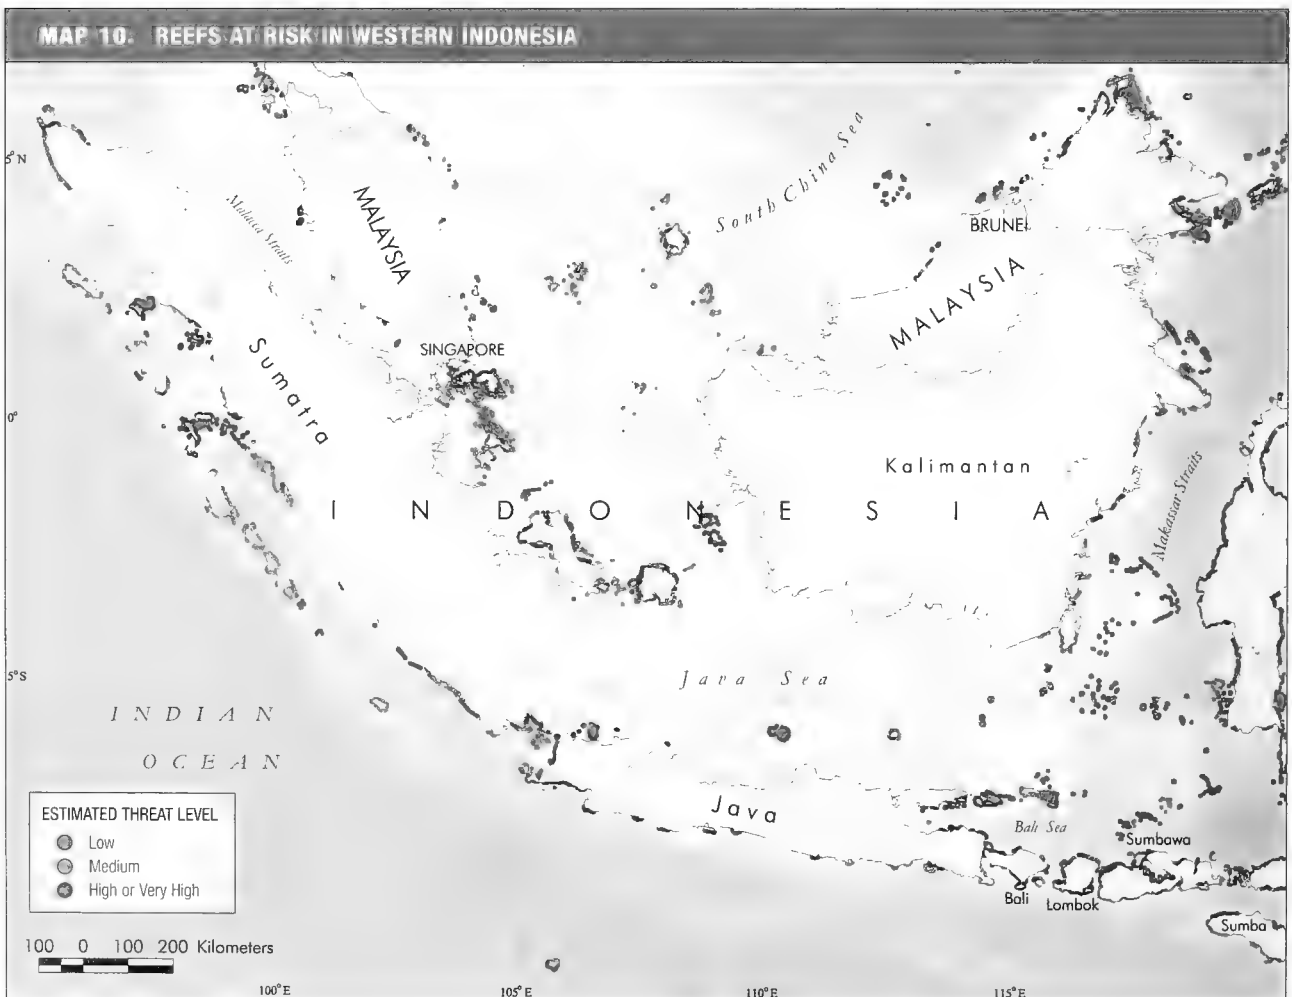 MAP 10. REEFS AT RISK IN WESTERN INDONESIA
5° N
South China Sea
Malacca Straits
MALAYSIA
BRUNEI
MALAYSIA
SINGAPORE
Sumatra
0°
Kalimantan
Makassar Straits
INDONESIA
5° S
Java Sea
INDIAN
OCEAN
ESTIMATED THREAT LEVEL
Low
Medium
High or Very High
Java
Bali Sea
Sumbawa
Bali
Lombok
Sumba
100 0 100 200 Kilometers
100° E
105° E
110° E
115° E